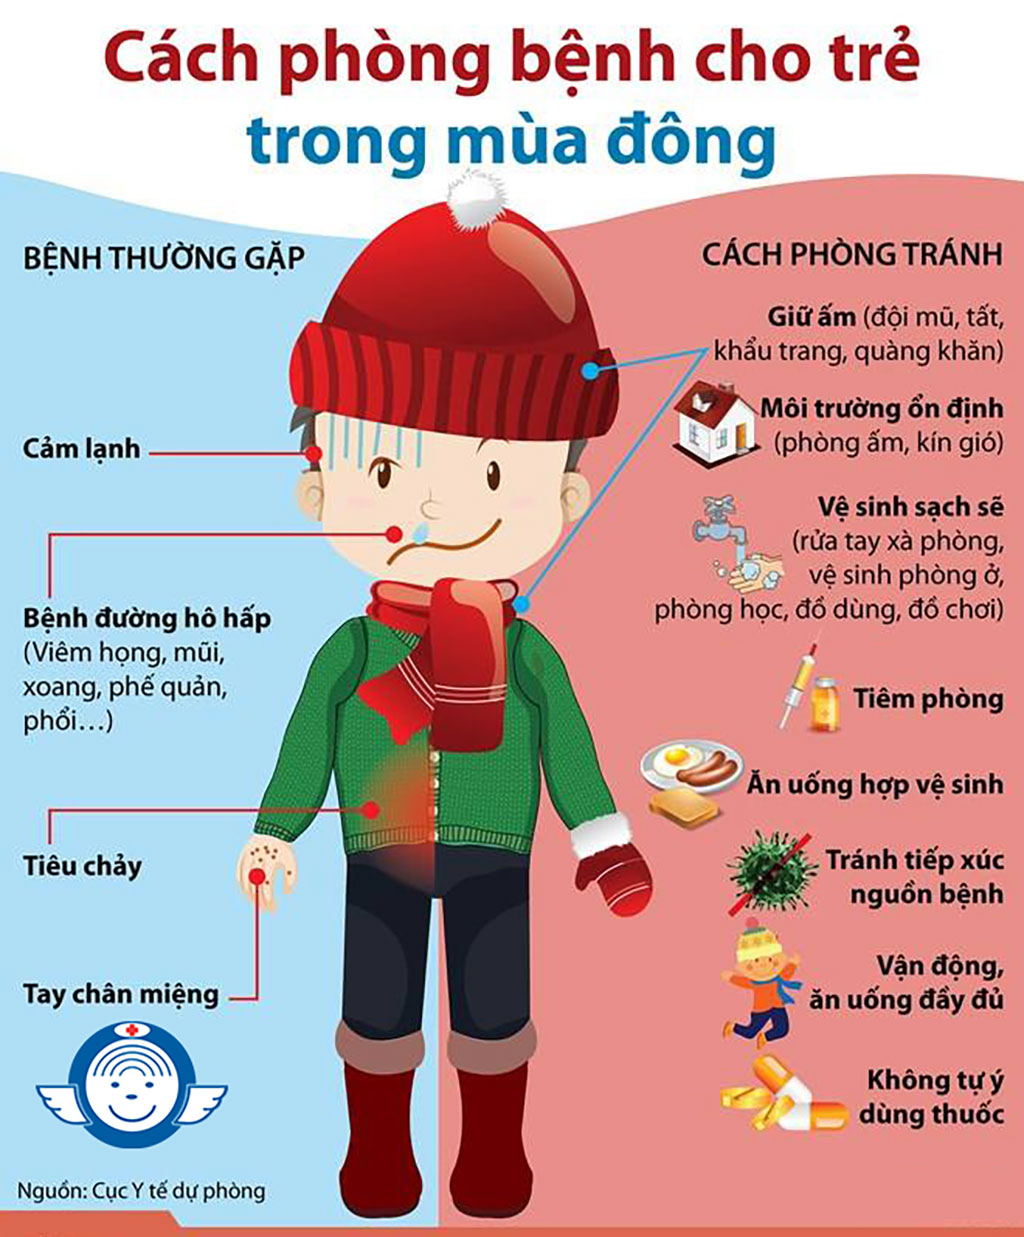 Cách phòng bệnh cho trẻ
trong mùa đông
BỆNH THƯỜNG GẶP
Cảm lạnh
Bệnh đường hô hấp
(Viêm họng, mũi,
xoang, phế quản,
phổi...)
Tiêu chảy
Tay chân miệng
Nguồn: Cục Y tế dự phòng
CÁCH PHÒNG TRÁNH
Giữ ấm (đội mũ, tất,
khẩu trang, quàng khăn)
Môi trường ổn định
(phòng ấm, kín gió)
Vệ sinh sạch sẽ
(rửa tay xà phòng,
vệ sinh phòng ở,
phòng học, đồ dùng, đồ chơi)
Tiêm phòng
Ăn uống hợp vệ sinh
Tránh tiếp xúc
nguồn bệnh
Vận động,
ăn uống đầy đủ
Không tự ý
dùng thuốc